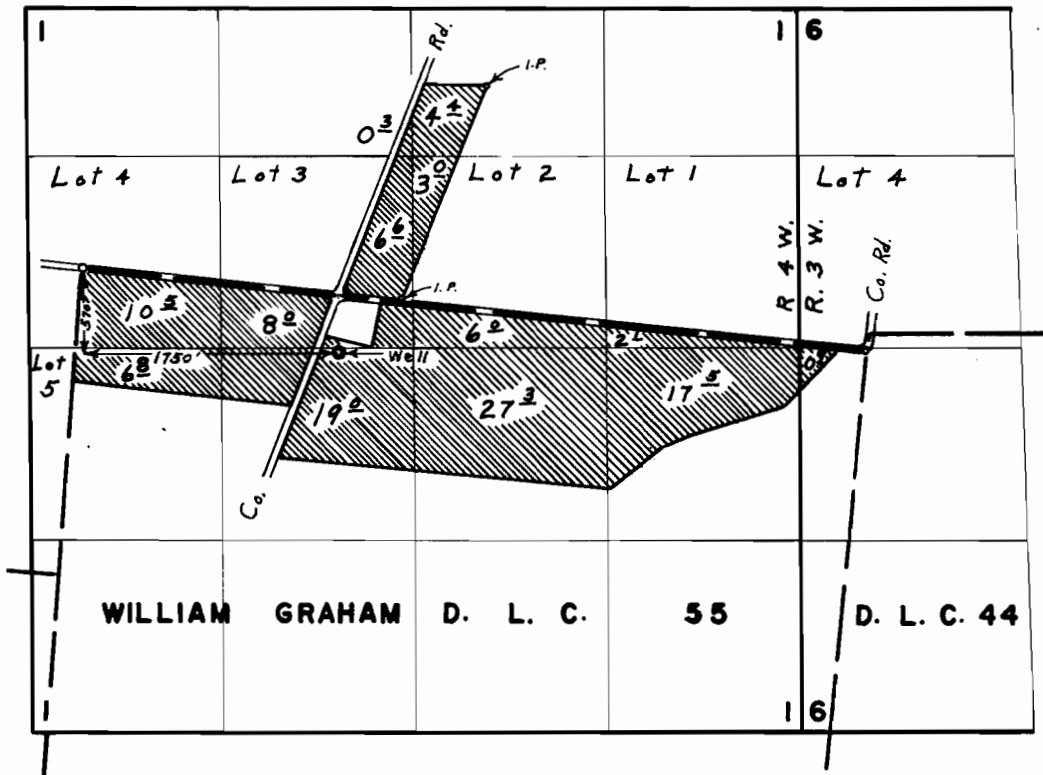 1 1 6
Rd.
I.P.
4 4
0 3
Lot 4 Lot 3 Lot 2 Lot 1 Lot 4
3 0
6 6
R 4 W.
R. 3 W.
Co. Rd.
I.P.
10 5
8 0
6 0
570'
1750'
Well
Lot 5
6 8
19 0
27 3
17 5
Co.
WILLIAM GRAHAM D. L. C. 55 D. L. C. 44
1 1 6